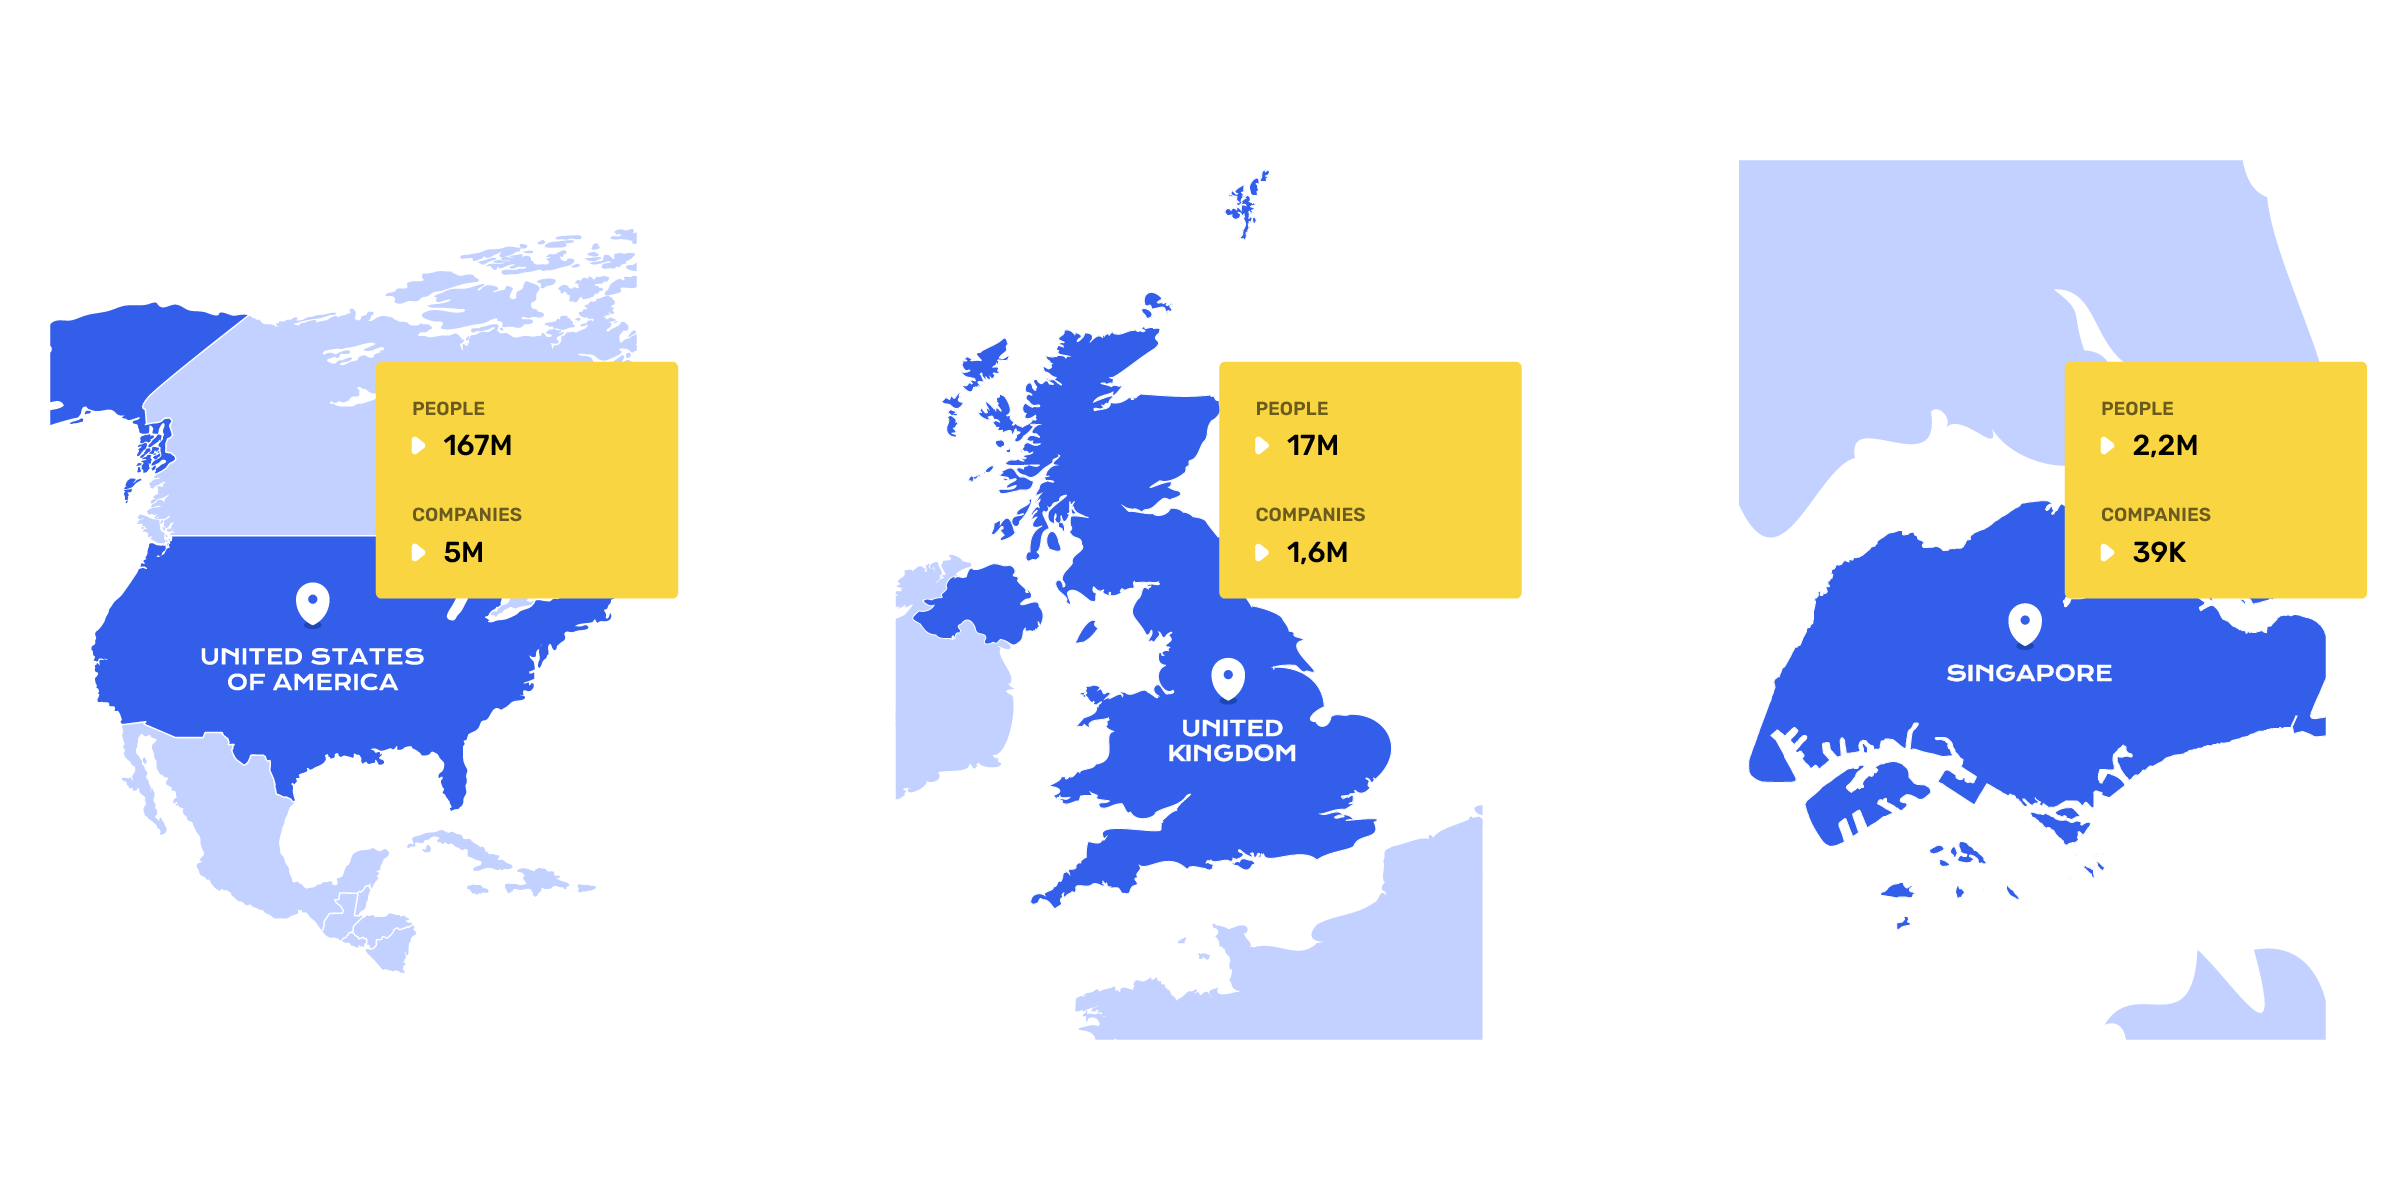 PEOPLE
167M
COMPANIES
5M
UNITED STATES
OF AMERICA
PEOPLE
17M
COMPANIES
1,6M
UNITED
KINGDOM
PEOPLE
2,2M
COMPANIES
39K
SINGAPORE